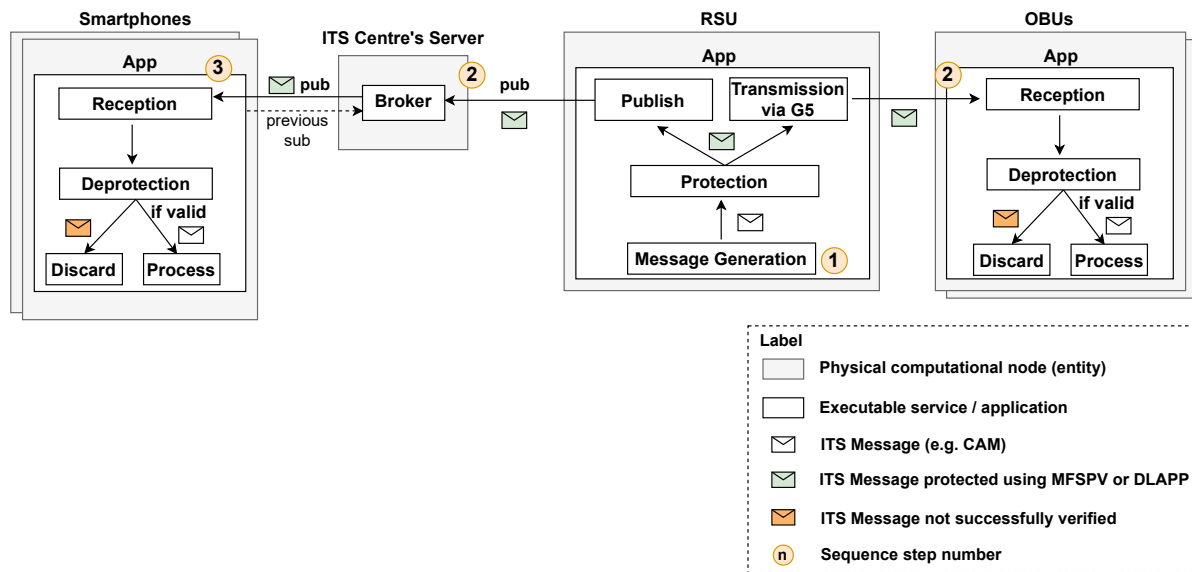 Smartphones
App
3
Reception
Deprotection
if valid
Discard
Process
pub
previous
sub
ITS Centre's Server
2
Broker
pub
RSU
App
Publish
Transmission
via G5
Protection
Message Generation
1
OBUs
2
App
Reception
Deprotection
if valid
Discard
Process
Label
Physical computational node (entity)
Executable service / application
ITS Message (e.g. CAM)
ITS Message protected using MFSPV or DLAPP
ITS Message not successfully verified
n
Sequence step number